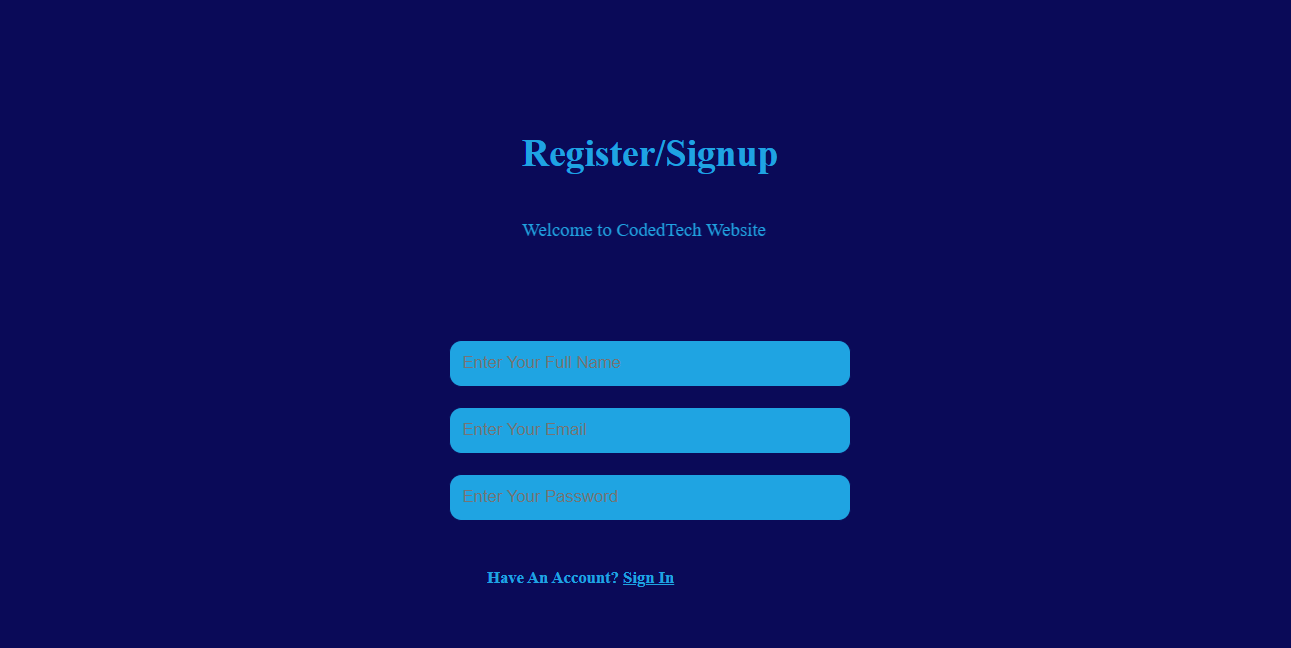 Register/Signup
Welcome to CodedTech Website
Enter Your Full Name
Enter Your Email
Enter Your Password
Have An Account? Sign In